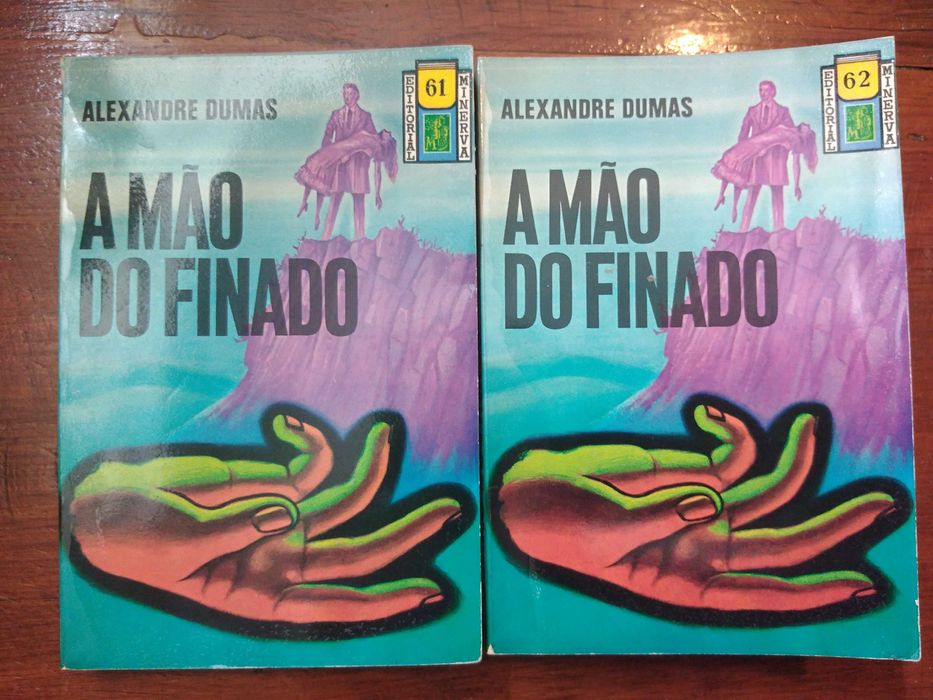 ALEXANDRE DUMAS
A MÃO
DO FINADO
EDITORIAL
61
MINERVA
ALEXANDRE DUMAS
A MÃO
DO FINADO
EDITORIAL
62
MINERVA